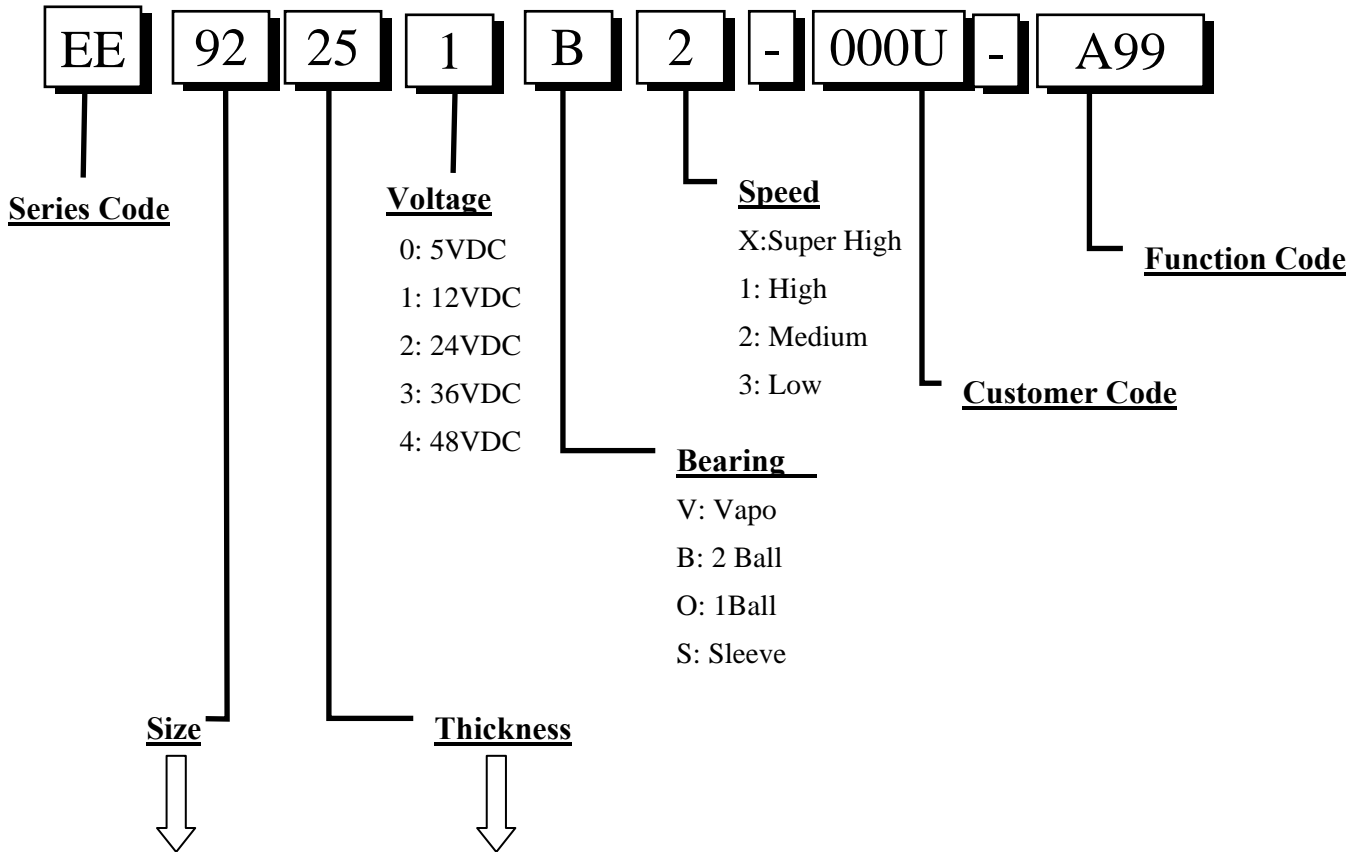 EE 92 25 1 B 2 - 000U - A99
Series Code
Voltage
0: 5VDC
1: 12VDC
2: 24VDC
3: 36VDC
4: 48VDC
Speed
X:Super High
1: High
2: Medium
3: Low
Function Code
Customer Code
Bearing
V: Vapo
B: 2 Ball
O: 1Ball
S: Sleeve
Size
Thickness